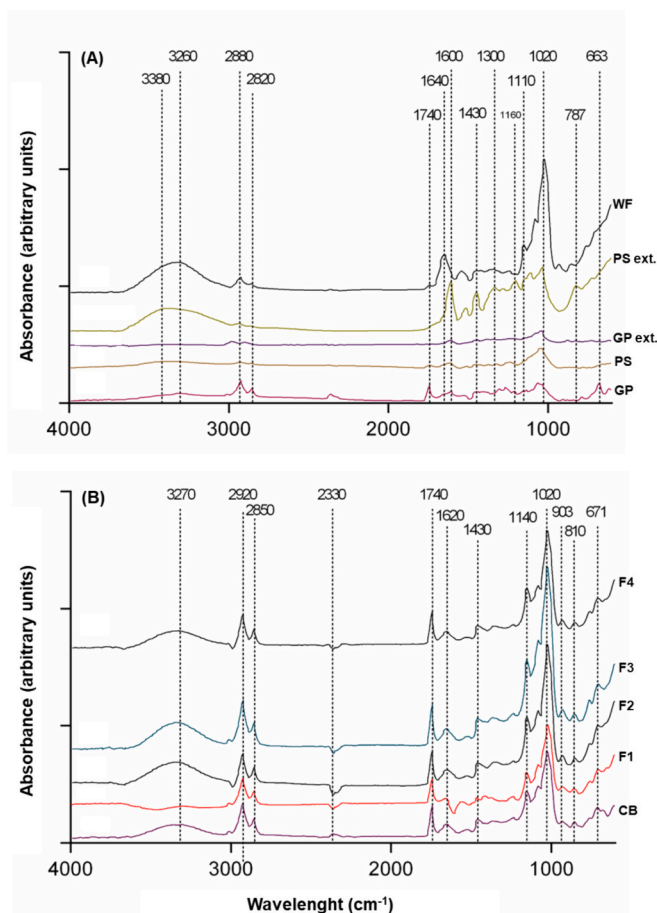 (A)
3260 2880 1600 1300 1020
3380 2820 1640 1110 663
1740 1430 1160 787
WF
PS ext.
GP ext.
PS
GP
Absorbance (arbitrary units)
4000 3000 2000 1000
(B)
3270 2920 2330 1740 1020
2850 1620 1430 1140 903 671
810
F4
F3
F2
F1
CB
Absorbance (arbitrary units)
4000 3000 2000 1000
Wavelenght (cm⁻¹)